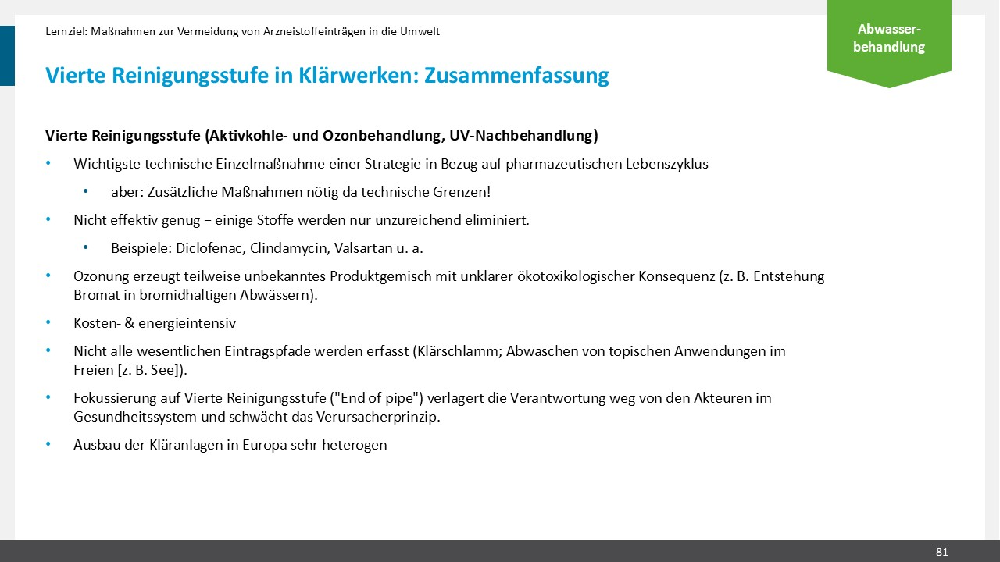 Lernziel: Maßnahmen zur Vermeidung von Arzneistoffeinträgen in die Umwelt
Abwasser-
behandlung
Vierte Reinigungsstufe in Klärwerken: Zusammenfassung
Vierte Reinigungsstufe (Aktivkohle- und Ozonbehandlung, UV-Nachbehandlung)
• Wichtigste technische Einzelmaßnahme einer Strategie in Bezug auf pharmazeutischen Lebenszyklus
• aber: Zusätzliche Maßnahmen nötig da technische Grenzen!
• Nicht effektiv genug – einige Stoffe werden nur unzureichend eliminiert.
• Beispiele: Diclofenac, Clindamycin, Valsartan u. a.
• Ozonung erzeugt teilweise unbekanntes Produktgemisch mit unklarer ökotoxikologischer Konsequenz (z. B. Entstehung
Bromat in bromidhaltigen Abwässern).
• Kosten- & energieintensiv
• Nicht alle wesentlichen Eintragspfade werden erfasst (Klärschlamm; Abwaschen von topischen Anwendungen im
Freien [z. B. See]).
• Fokussierung auf Vierte Reinigungsstufe ("End of pipe") verlagert die Verantwortung weg von den Akteuren im
Gesundheitssystem und schwächt das Verursacherprinzip.
• Ausbau der Kläranlagen in Europa sehr heterogen
81